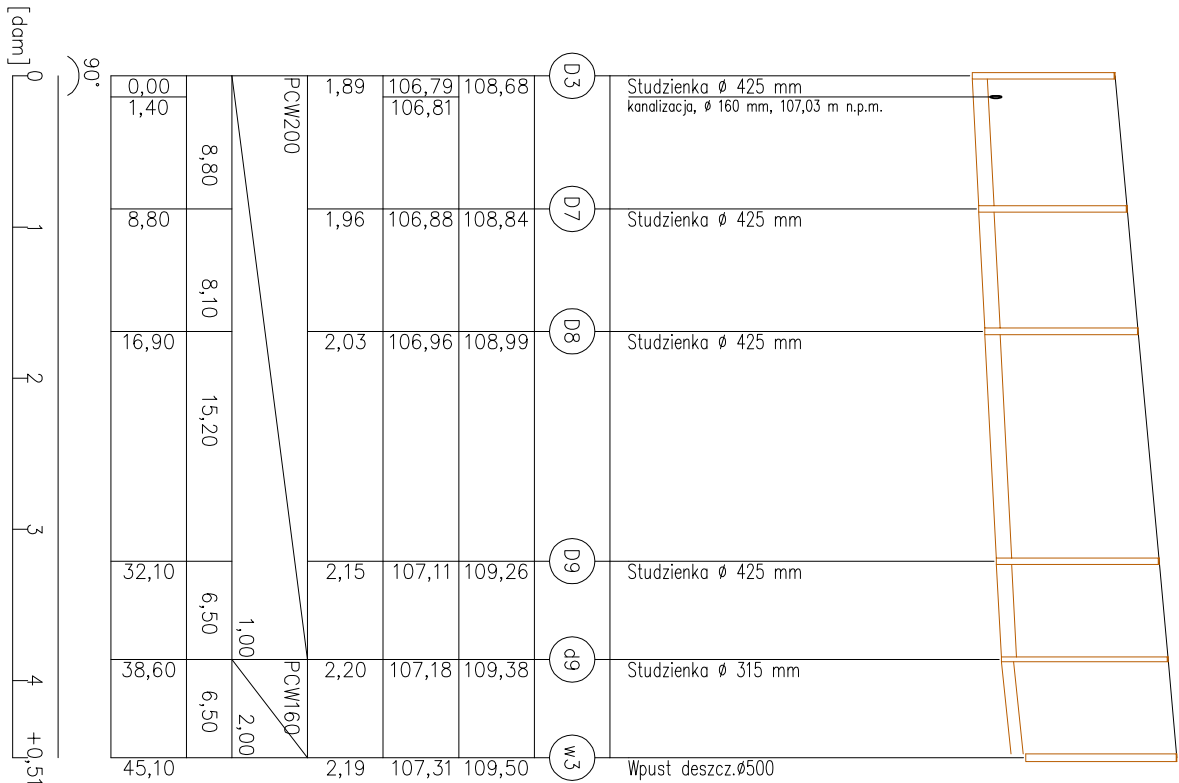 [dam]
0
1
2
3
4
+0,51
90°
0,00 PCW200 1,89 106,79 108,68 D3 Studzienka ø 425 mm
1,40 106,81 kanalizacja, ø 160 mm, 107,03 m n.p.m.
8,80
8,80 1,96 106,88 108,84 D7 Studzienka ø 425 mm
8,10
16,90 2,03 106,96 108,99 D8 Studzienka ø 425 mm
15,20
32,10 2,15 107,11 109,26 D9 Studzienka ø 425 mm
6,50 1,00
38,60 PCW160 2,20 107,18 109,38 d9 Studzienka ø 315 mm
6,50 2,00
45,10 2,19 107,31 109,50 w3 Wpust deszcz.ø500